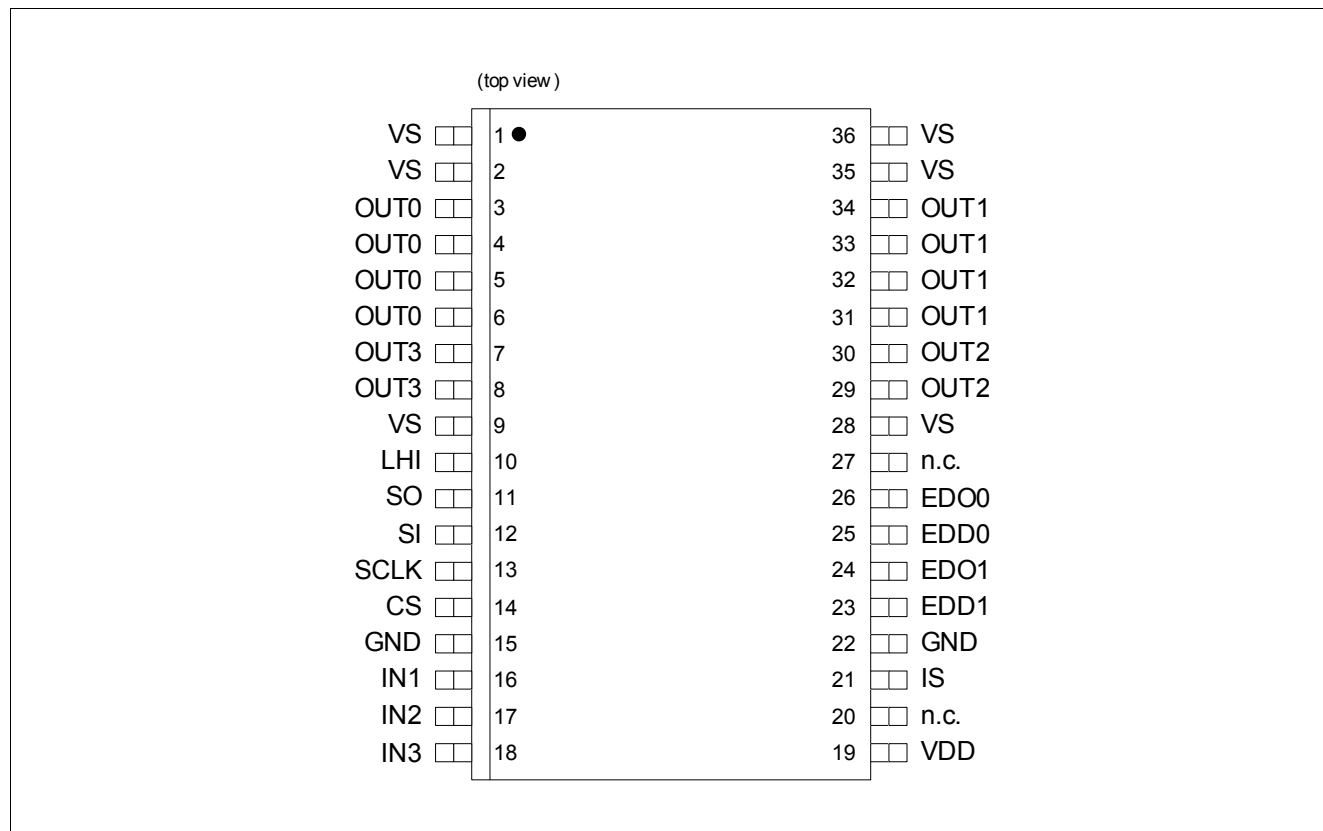 (top view )
VS 1 36 VS
VS 2 35 VS
OUT0 3 34 OUT1
OUT0 4 33 OUT1
OUT0 5 32 OUT1
OUT0 6 31 OUT1
OUT3 7 30 OUT2
OUT3 8 29 OUT2
VS 9 28 VS
LHI 10 27 n.c.
SO 11 26 EDO0
SI 12 25 EDD0
SCLK 13 24 EDO1
CS 14 23 EDD1
GND 15 22 GND
IN1 16 21 IS
IN2 17 20 n.c.
IN3 18 19 VDD